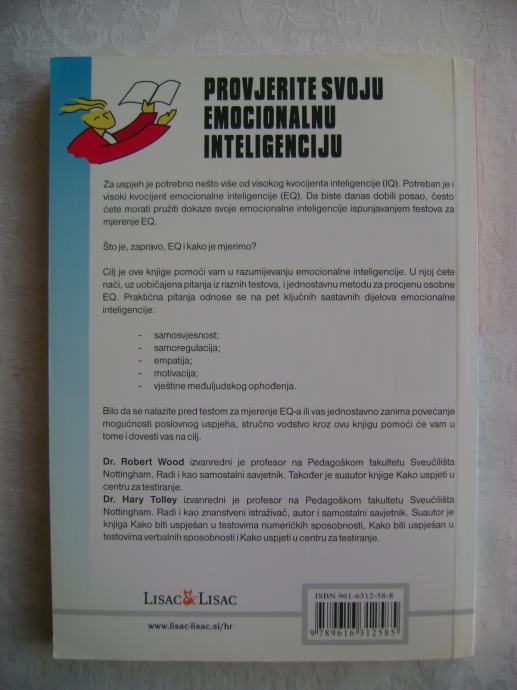 PROVJERITE SVOJU
EMOCIONALNU
INTELIGENCIJU
Za uspjeh je potrebno nešto više od visokog kvocijenta inteligencije (IQ). Potreban je i
visoki kvocijent emocionalne inteligencije (EQ). Da biste danas dobili posao, često
ćete morati pružiti dokaze svoje emocionalne inteligencije ispunjavanjem testova za
mjerenje EQ.
Što je, zapravo, EQ i kako je mjerimo?
Cilj je ove knjige pomoći vam u razumijevanju emocionalne inteligencije. U njoj ćete
naći, uz uobičajena pitanja iz raznih testova, i jednostavnu metodu za procjenu osobne
EQ. Praktična pitanja odnose se na pet ključnih sastavnih dijelova emocionalne
inteligencije:
- samosvjesnost;
- samoregulacija;
- empatija;
- motivacija;
- vještine međuljudskog ophođenja.
Bilo da se nalazite pred testom za mjerenje EQ-a ili vas jednostavno zanima povećanje
mogućnosti poslovnog uspjeha, stručno vodstvo kroz ovu knjigu pomoći će vam u
tome i dovesti vas na cilj.
Dr. Robert Wood izvanredni je profesor na Pedagoškom fakultetu Sveučilišta
Nottingham. Radi i kao samostalni savjetnik. Također je suautor knjige Kako uspjeti u
centru za testiranje.
Dr. Hary Tolley izvanredni je profesor na Pedagoškom fakultetu Sveučilišta
Nottingham. Radi i kao znanstveni istraživač, autor i samostalni savjetnik. Suautor je
knjiga Kako biti uspješan u testovima numeričkih sposobnosti, Kako biti uspješan u
testovima verbalnih sposobnosti i Kako uspjeti u centru za testiranje.
LISAC & LISAC
www.lisac-lisac.si/hr
ISBN 961-6312-58-8
9 789616 312585